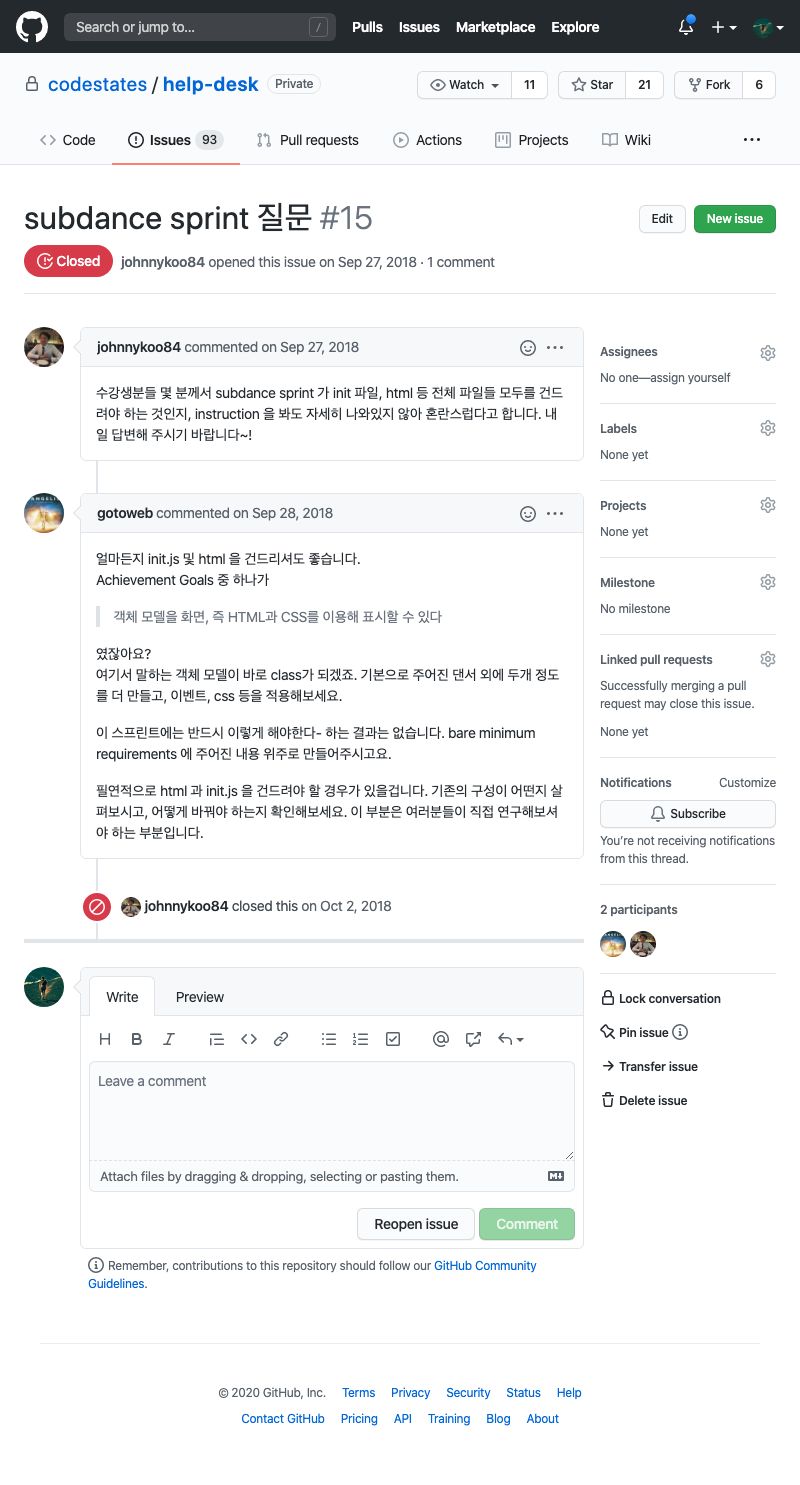 Search or jump to... /
Pulls Issues Marketplace Explore
codestates / help-desk Private
Watch 11 Star 21 Fork 6
Code Issues 93 Pull requests Actions Projects Wiki
subdance sprint 질문 #15
Edit New issue
Closed johnnykoo84 opened this issue on Sep 27, 2018 · 1 comment
johnnykoo84 commented on Sep 27, 2018
수강생분들 몇 분께서 subdance sprint 가 init 파일, html 등 전체 파일들 모두를 건드
려야 하는 것인지, instruction 을 봐도 자세히 나와있지 않아 혼란스럽다고 합니다. 내
일 답변해 주시기 바랍니다~!
gotoweb commented on Sep 28, 2018
얼마든지 init.js 및 html 을 건드리셔도 좋습니다.
Achievement Goals 중 하나가
객체 모델을 화면, 즉 HTML과 CSS를 이용해 표시할 수 있다
였잖아요?
여기서 말하는 객체 모델이 바로 class가 되겠죠. 기본으로 주어진 댄서 외에 두개 정도
를 더 만들고, 이벤트, css 등을 적용해보세요.
이 스프린트에는 반드시 이렇게 해야한다- 하는 결과는 없습니다. bare minimum
requirements 에 주어진 내용 위주로 만들어주시고요.
필연적으로 html 과 init.js 을 건드려야 할 경우가 있을겁니다. 기존의 구성이 어떤지 살
펴보시고, 어떻게 바꿔야 하는지 확인해보세요. 이 부분은 여러분들이 직접 연구해보셔
야 하는 부분입니다.
johnnykoo84 closed this on Oct 2, 2018
Write Preview
H B I
Leave a comment
Attach files by dragging & dropping, selecting or pasting them.
Reopen issue Comment
Remember, contributions to this repository should follow our GitHub Community
Guidelines.
Assignees
No one—assign yourself
Labels
None yet
Projects
None yet
Milestone
No milestone
Linked pull requests
Successfully merging a pull
request may close this issue.
None yet
Notifications Customize
Subscribe
You're not receiving notifications
from this thread.
2 participants
Lock conversation
Pin issue
Transfer issue
Delete issue
© 2020 GitHub, Inc. Terms Privacy Security Status Help
Contact GitHub Pricing API Training Blog About